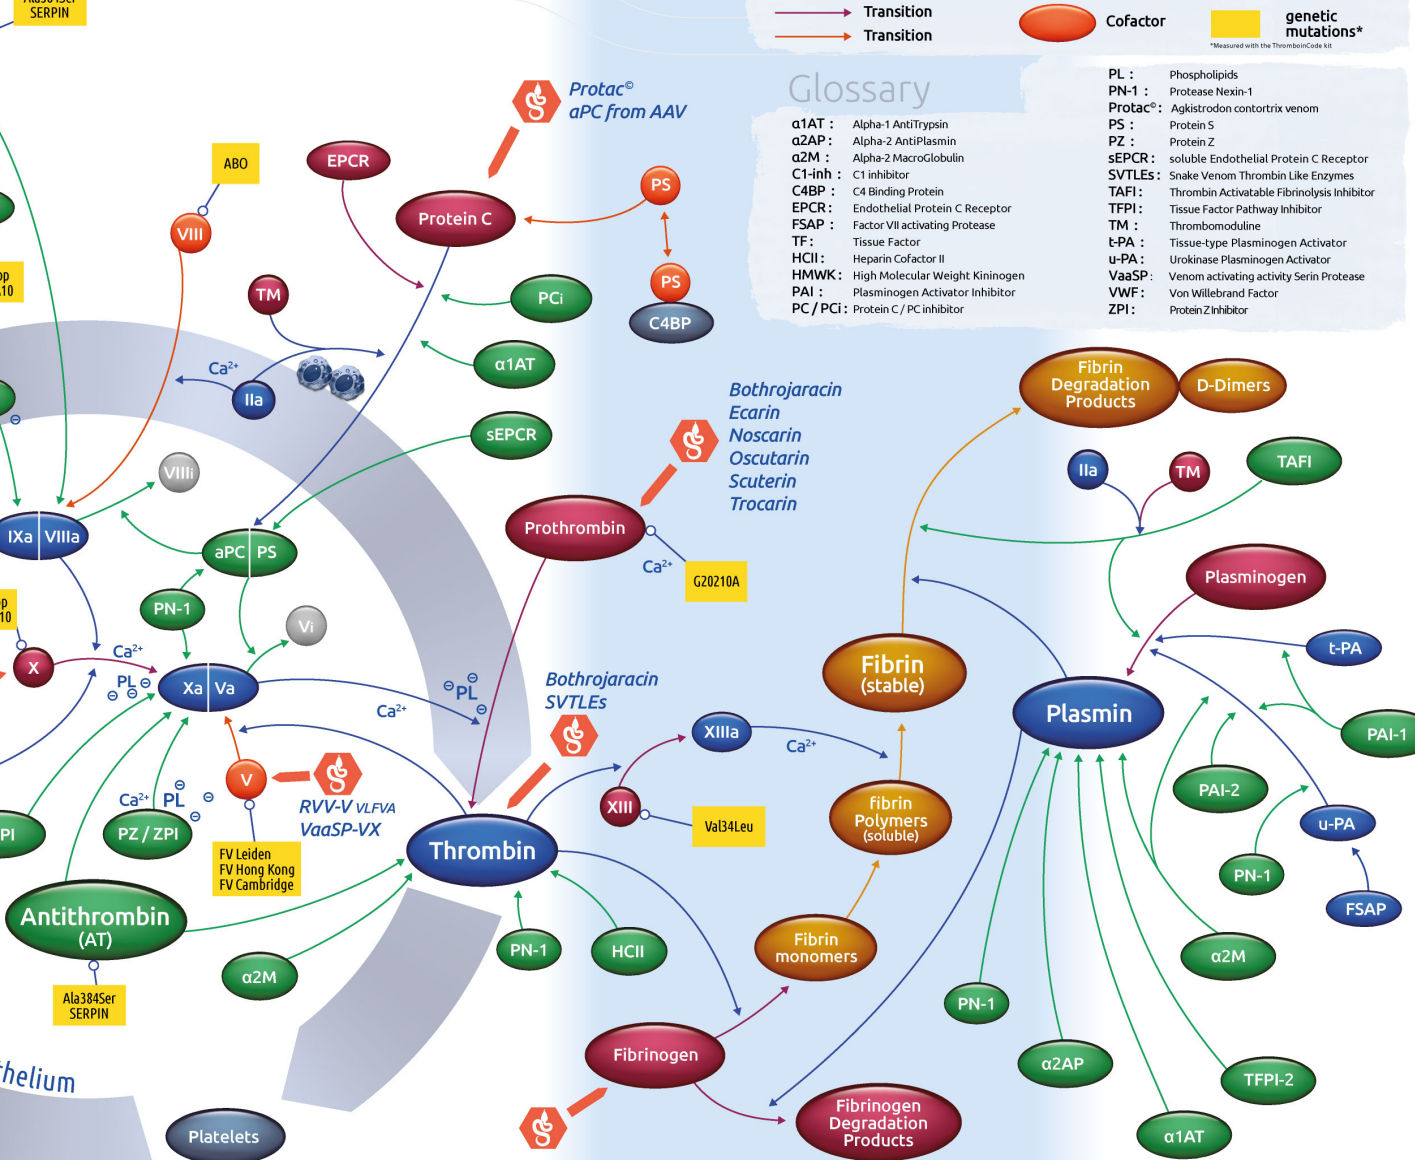 Ala384Ser
SERPIN
Transition
Transition
Cofactor
genetic
mutations*
*Measured with the ThromboinCode kit
Glossary
α1AT : Alpha-1 AntiTrypsin
α2AP : Alpha-2 AntiPlasmin
α2M : Alpha-2 MacroGlobulin
C1-inh : C1 inhibitor
C4BP : C4 Binding Protein
EPCR : Endothelial Protein C Receptor
FSAP : Factor VII activating Protease
TF : Tissue Factor
HCII : Heparin Cofactor II
HMWK : High Molecular Weight Kininogen
PAI : Plasminogen Activator Inhibitor
PC / PCi : Protein C / PC inhibitor
PL : Phospholipids
PN-1 : Protease Nexin-1
Protac© : Agkistrodon contortrix venom
PS : Protein S
PZ : Protein Z
sEPCR : soluble Endothelial Protein C Receptor
SVTLEs : Snake Venom Thrombin Like Enzymes
TAFI : Thrombin Activatable Fibrinolysis Inhibitor
TFPI : Tissue Factor Pathway Inhibitor
TM : Thrombomoduline
t-PA : Tissue-type Plasminogen Activator
u-PA : Urokinase Plasminogen Activator
VaaSP : Venom activating activity Serin Protease
VWF : Von Willebrand Factor
ZPI : Protein Z Inhibitor
Protac©
aPC from AAV
ABO
EPCR
PS
Protein C
VIII
op
A10
TM
PCi
PS
C4BP
Ca2+
IIa
α1AT
sEPCR
Bothrojaracin
Ecarin
Noscarin
Oscutarin
Scuterin
Trocarin
Fibrin
Degradation
Products
D-Dimers
IIa
TM
TAFI
VIIIi
IXa VIIIa
aPC PS
Prothrombin
Ca2+
G20210A
Plasminogen
op
10
PN-1
Vi
X
Ca2+
PL
Xa Va
Ca2+
PL
Fibrin
(stable)
t-PA
Bothrojaracin
SVTLEs
XIIIa
Ca2+
Plasmin
PAI-1
V
RVV-V VLFVA
VaaSP-VX
XIII
Val34Leu
fibrin
Polymers
(soluble)
PAI-2
u-PA
PI
Ca2+
PL
PZ / ZPI
FV Leiden
FV Hong Kong
FV Cambridge
Thrombin
PN-1
FSAP
Antithrombin
(AT)
α2M
PN-1
HCII
Fibrin
monomers
α2M
Ala384Ser
SERPIN
PN-1
Fibrinogen
α2AP
TFPI-2
thelium
Platelets
Fibrinogen
Degradation
Products
α1AT